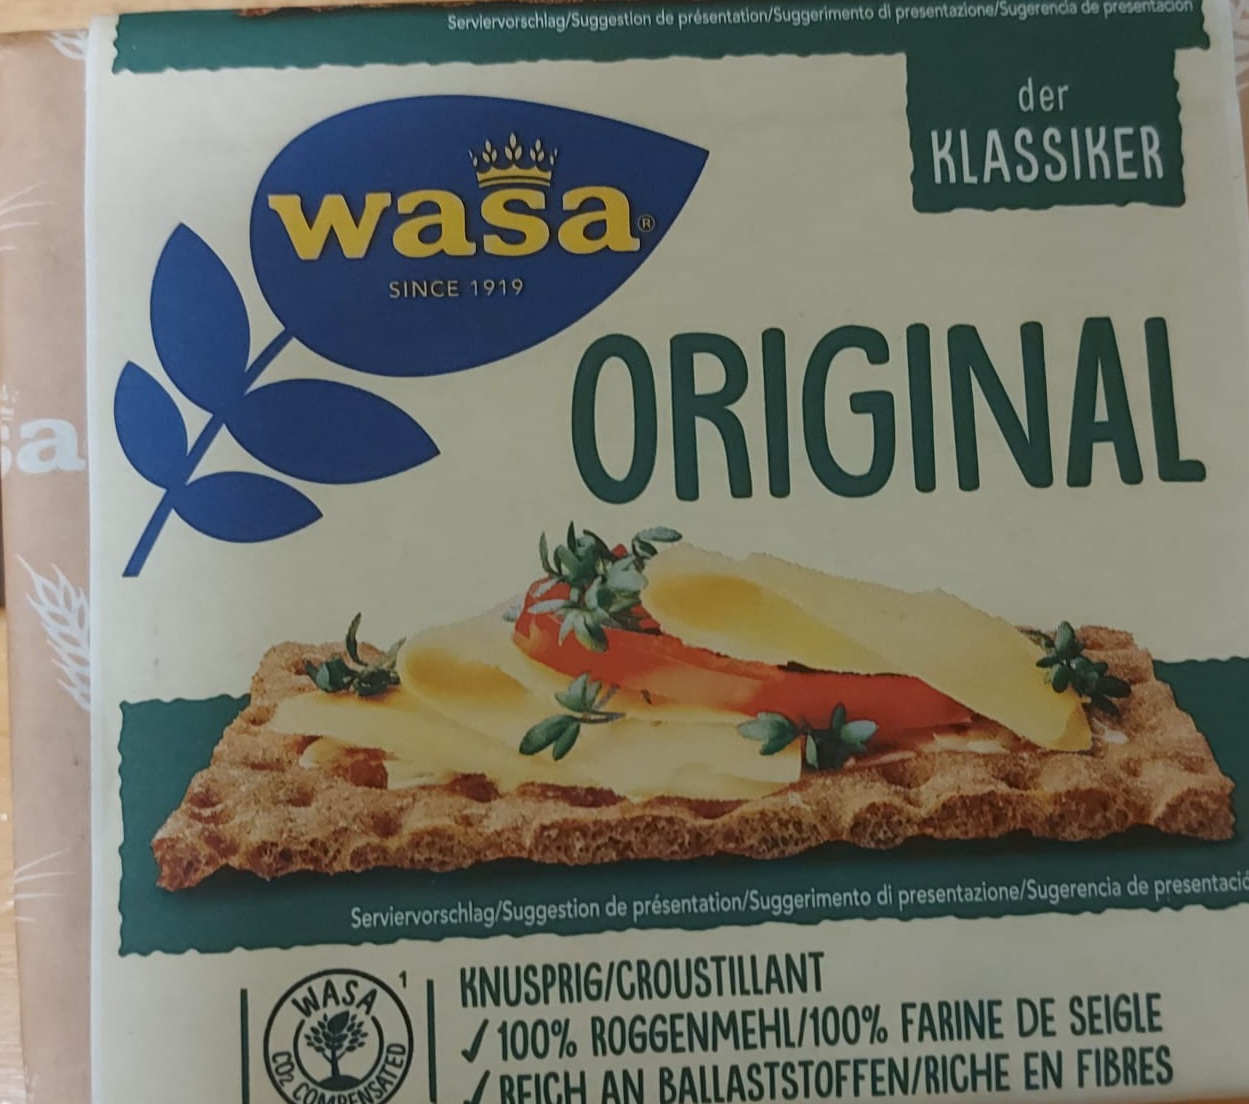 Serviervorschlag/Suggestion de présentation/Suggerimento di presentazione/Sugerencia de presentación
der
KLASSIKER
wasa®
SINCE 1919
ORIGINAL
sa
Serviervorschlag/Suggestion de présentation/Suggerimento di presentazione/Sugerencia de presentació
WASA 1
CO2 COMPENSATED
KNUSPRIG/CROUSTILLANT
✓ 100% ROGGENMEHL/100% FARINE DE SEIGLE
✓ REICH AN BALLASTSTOFFEN/RICHE EN FIBRES